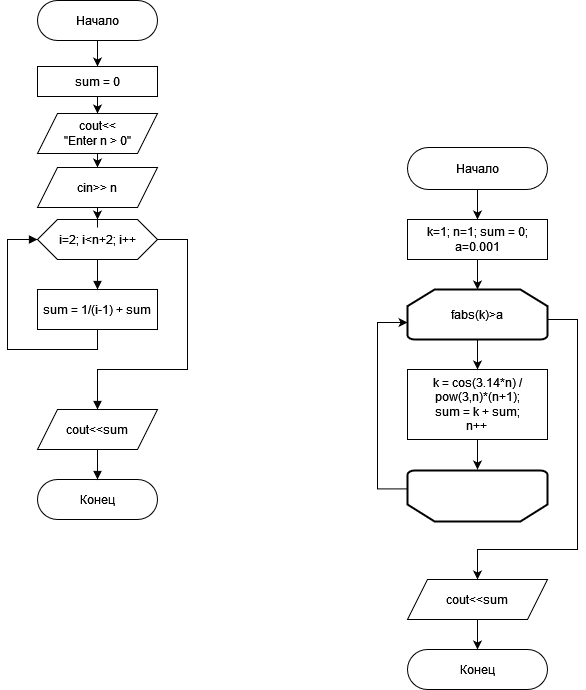 Начало
sum = 0
cout<<
"Enter n > 0"
cin>> n
i=2; i<n+2; i++
sum = 1/(i-1) + sum
cout<<sum
Конец
Начало
k=1; n=1; sum = 0;
a=0.001
fabs(k)>a
k = cos(3.14*n) /
pow(3,n)*(n+1);
sum = k + sum;
n++
cout<<sum
Конец